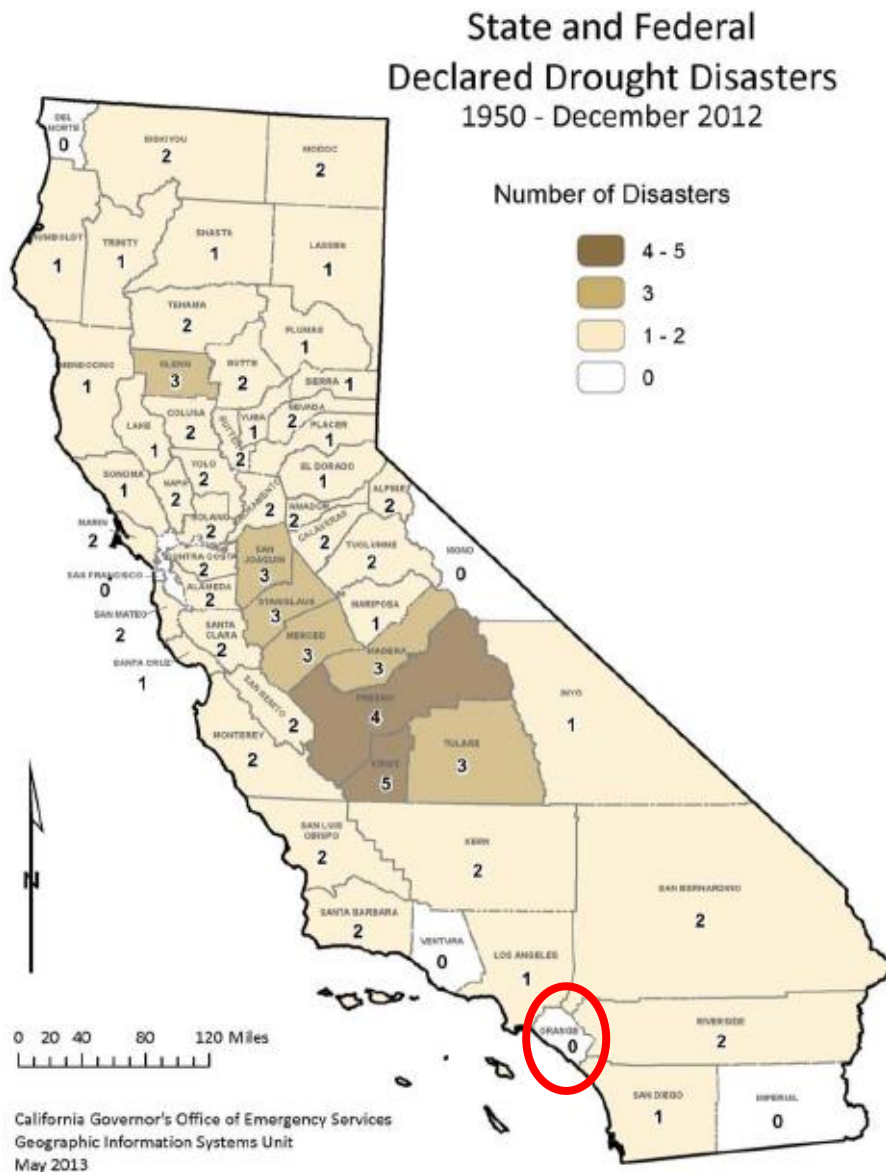 State and Federal
Declared Drought Disasters
1950 - December 2012
Number of Disasters
4 - 5
3
1 - 2
0
DEL NORTE
0
SISKIYOU
2
MODOC
2
HUMBOLDT
1
TRINITY
1
SHASTA
1
LASSEN
1
TEHAMA
2
PLUMAS
1
MENDOCINO
1
GLENN
3
BUTTE
2
SIERRA 1
LAKE
1
COLUSA
2
SUTTER
2
YUBA
1
NEVADA
2
PLACER
1
SONOMA
1
NAPA
2
YOLO
2
EL DORADO
1
SACRAMENTO
2
AMADOR
2
ALPINE
2
MARIN
2
SOLANO
2
CALAVERAS
2
TUOLUMNE
2
MONO
0
CONTRA COSTA
2
SAN JOAQUIN
3
SAN FRANCISCO
0
ALAMEDA
2
STANISLAUS
3
MARIPOSA
1
SAN MATEO
2
SANTA CLARA
2
MERCED
3
MADERA
3
SANTA CRUZ
1
SAN BENITO
2
FRESNO
4
INYO
1
MONTEREY
2
KINGS
5
TULARE
3
SAN LUIS OBISPO
2
KERN
2
SAN BERNARDINO
2
SANTA BARBARA
2
VENTURA
0
LOS ANGELES
1
ORANGE
0
RIVERSIDE
2
SAN DIEGO
1
IMPERIAL
0
N
0 20 40 80 120 Miles
California Governor's Office of Emergency Services
Geographic Information Systems Unit
May 2013